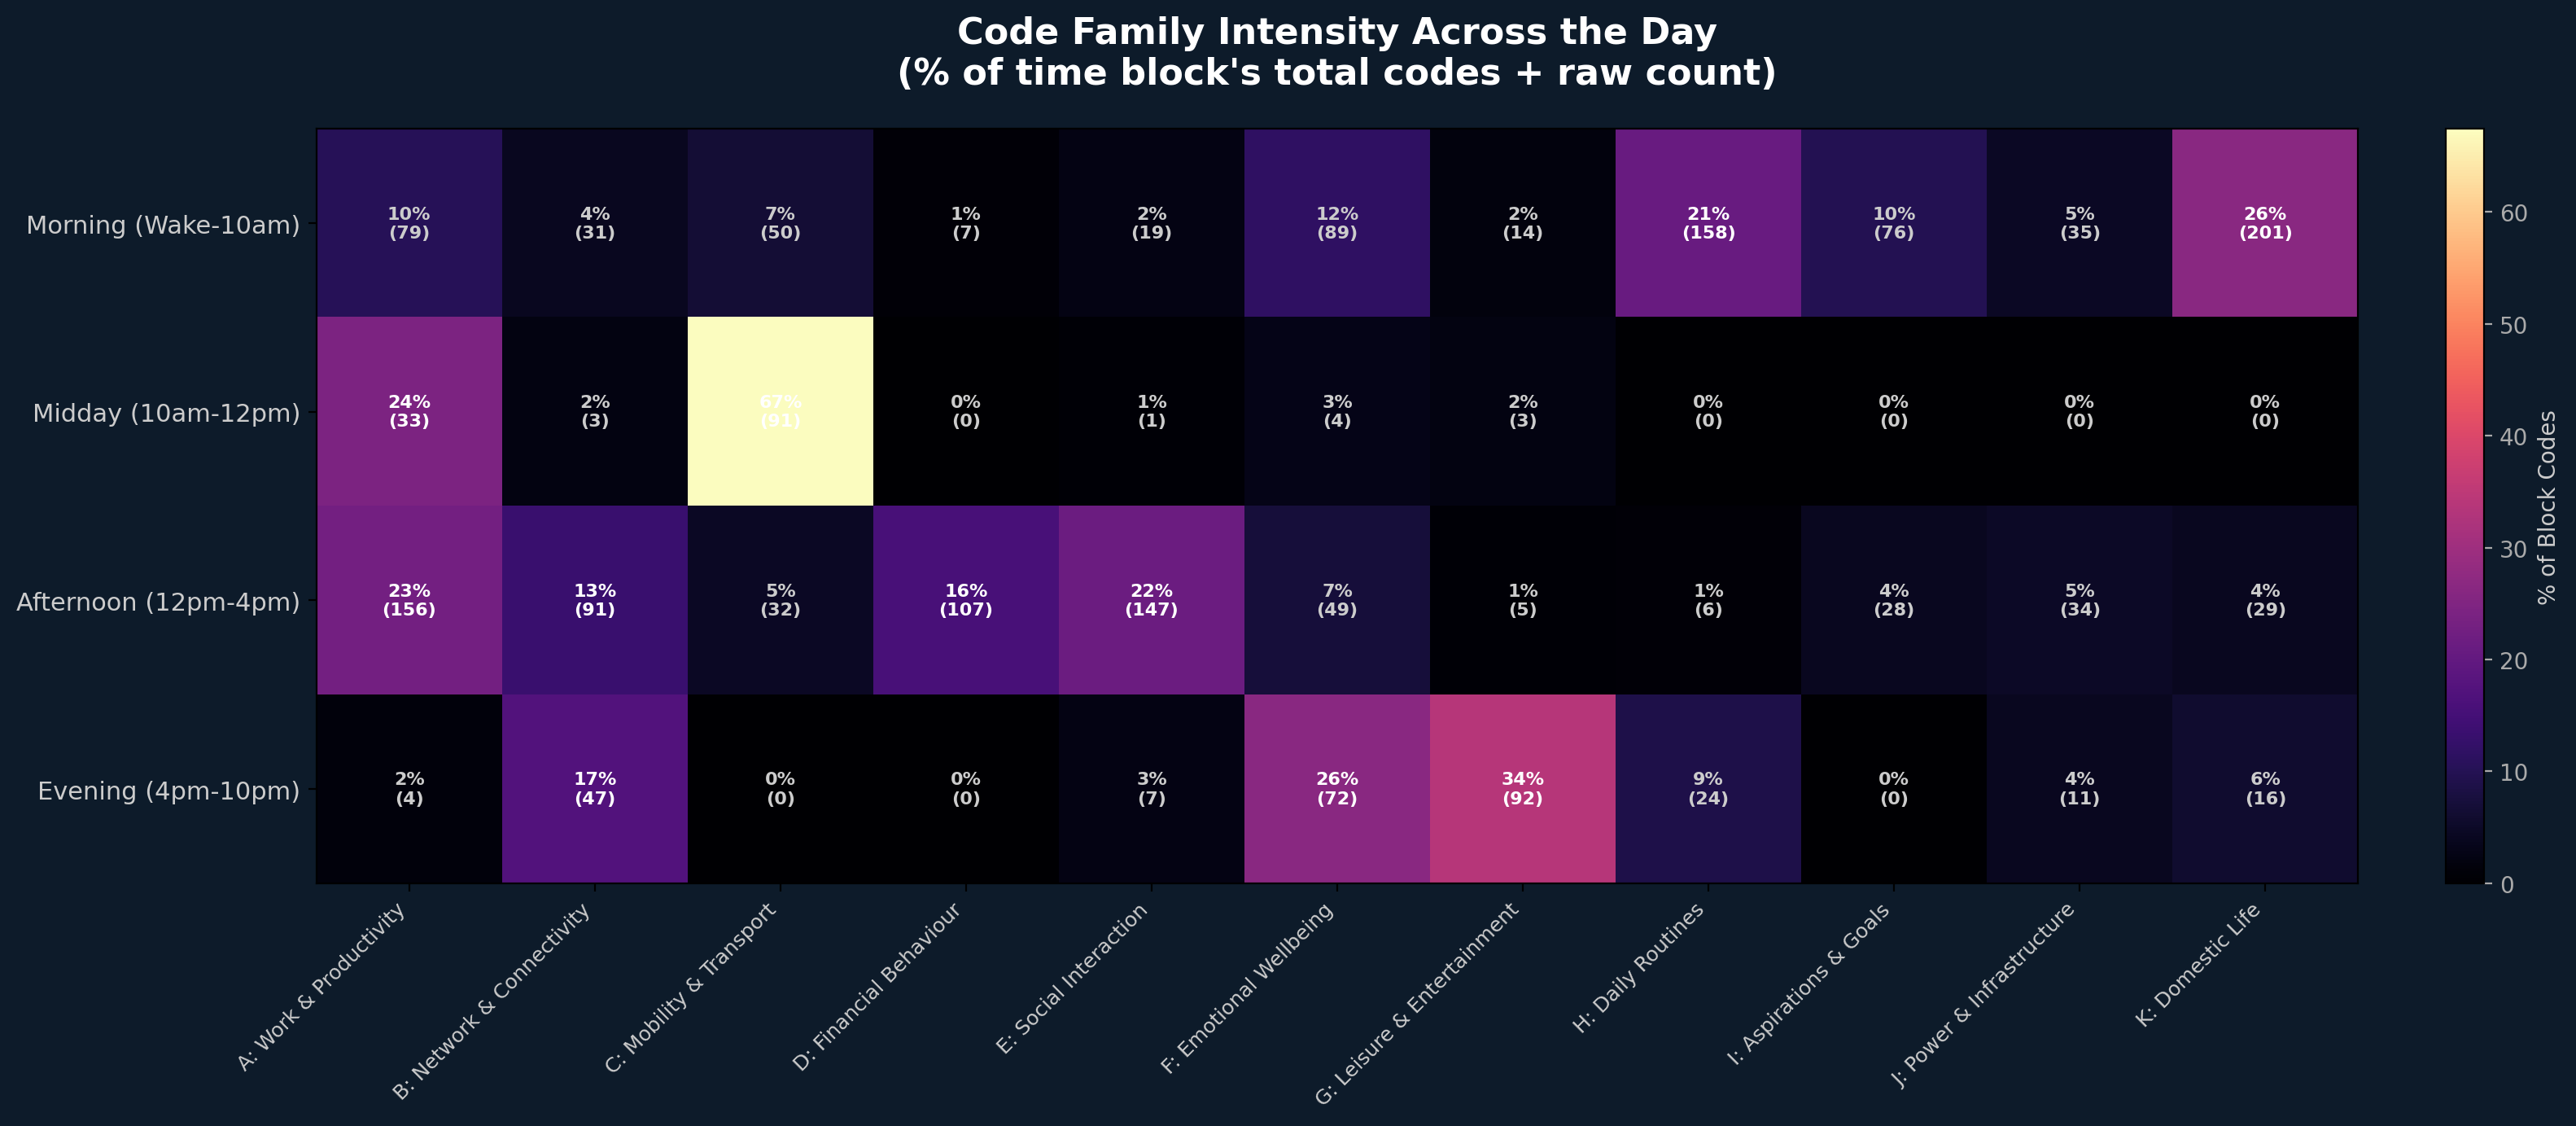 Code Family Intensity Across the Day
(% of time block's total codes + raw count)
Morning (Wake-10am)
10% 4% 7% 1% 2% 12% 2% 21% 10% 5% 26%
(79) (31) (50) (7) (19) (89) (14) (158) (76) (35) (201)
Midday (10am-12pm)
24% 2% 67% 0% 1% 3% 2% 0% 0% 0% 0%
(33) (3) (91) (0) (1) (4) (3) (0) (0) (0) (0)
Afternoon (12pm-4pm)
23% 13% 5% 16% 22% 7% 1% 1% 4% 5% 4%
(156) (91) (32) (107) (147) (49) (5) (6) (28) (34) (29)
Evening (4pm-10pm)
2% 17% 0% 0% 3% 26% 34% 9% 0% 4% 6%
(4) (47) (0) (0) (7) (72) (92) (24) (0) (11) (16)
A: Work & Productivity
B: Network & Connectivity
C: Mobility & Transport
D: Financial Behaviour
E: Social Interaction
F: Emotional Wellbeing
G: Leisure & Entertainment
H: Daily Routines
I: Aspirations & Goals
J: Power & Infrastructure
K: Domestic Life
60
50
40
30
20
10
0
% of Block Codes